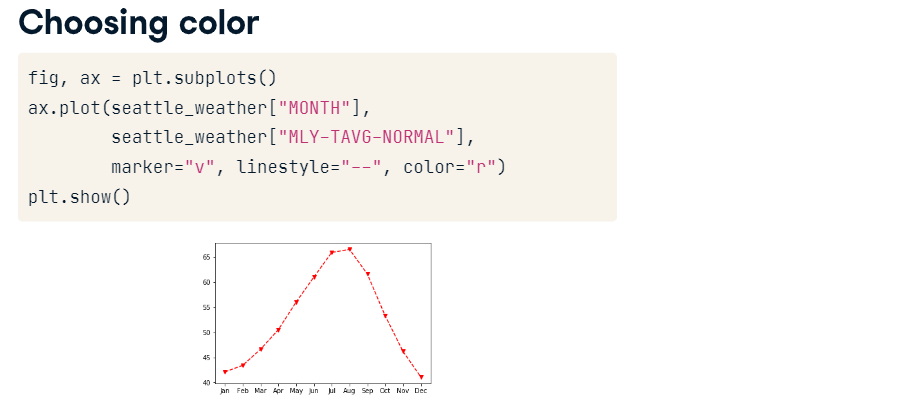 Choosing color
fig, ax = plt.subplots()
ax.plot(seattle_weather["MONTH"],
        seattle_weather["MLY-TAVG-NORMAL"],
        marker="v", linestyle="--", color="r")
plt.show()
65
60
55
50
45
40
Jan Feb Mar Apr May Jun Jul Aug Sep Oct Nov Dec